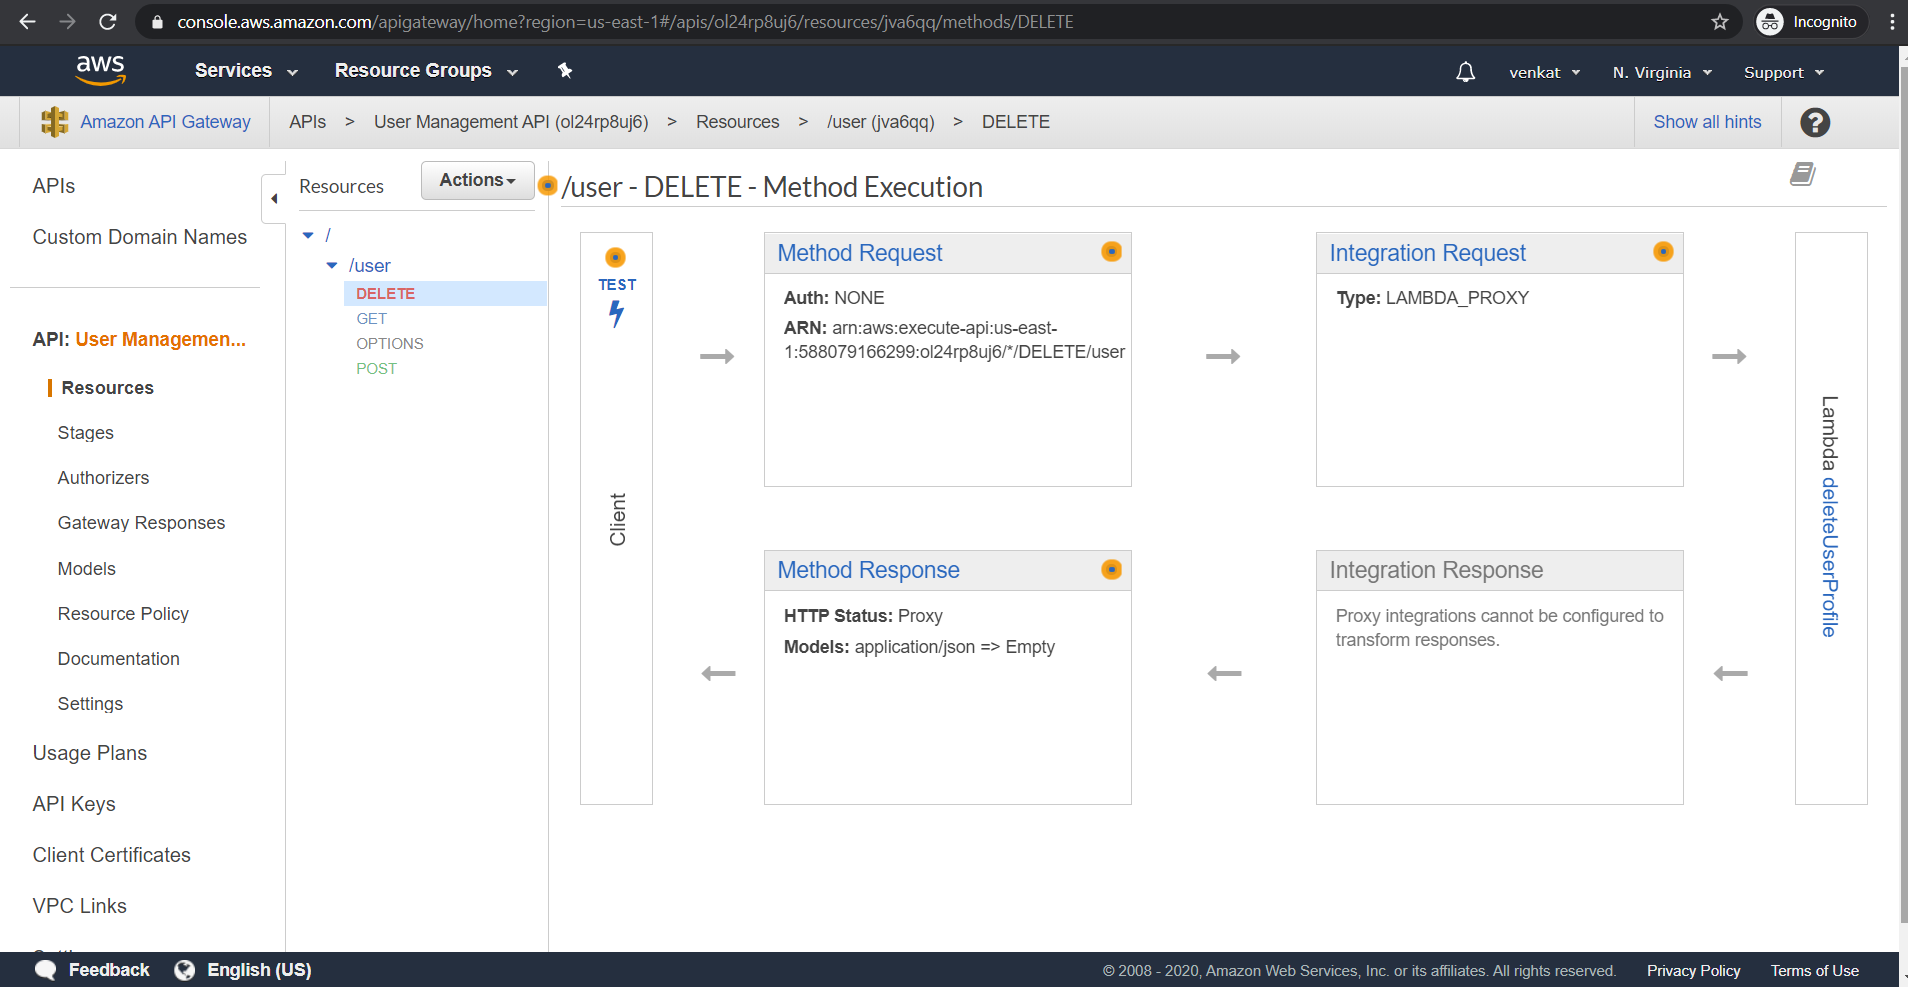 console.aws.amazon.com/apigateway/home?region=us-east-1#/apis/ol24rp8uj6/resources/jva6qq/methods/DELETE
Incognito
aws
Services
Resource Groups
venkat
N. Virginia
Support
Amazon API Gateway
APIs > User Management API (ol24rp8uj6) > Resources > /user (jva6qq) > DELETE
Show all hints
?
APIs
Custom Domain Names
API: User Managemen...
Resources
Stages
Authorizers
Gateway Responses
Models
Resource Policy
Documentation
Settings
Usage Plans
API Keys
Client Certificates
VPC Links
Resources
Actions
/
/user
DELETE
GET
OPTIONS
POST
/user - DELETE - Method Execution
TEST
Client
Method Request
Auth: NONE
ARN: arn:aws:execute-api:us-east-
1:588079166299:ol24rp8uj6/*/DELETE/user
Integration Request
Type: LAMBDA_PROXY
Lambda deleteUserProfile
Method Response
HTTP Status: Proxy
Models: application/json => Empty
Integration Response
Proxy integrations cannot be configured to
transform responses.
Feedback
English (US)
© 2008 - 2020, Amazon Web Services, Inc. or its affiliates. All rights reserved.
Privacy Policy
Terms of Use